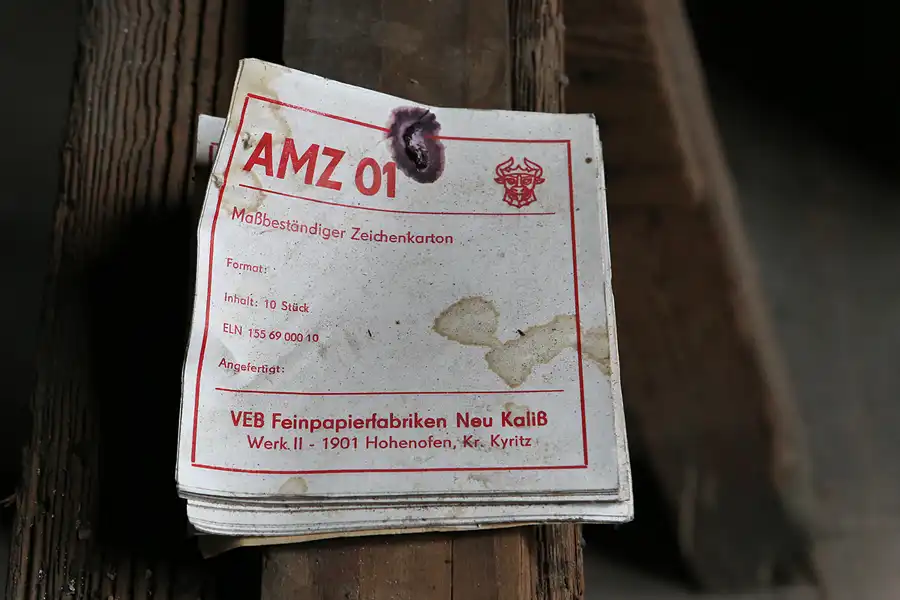 AMZ 01
Maßbeständiger Zeichenkarton
Format:
Inhalt: 10 Stück
ELN 155 69 000 10
Angefertigt:
VEB Feinpapierfabriken Neu Kaliß
Werk II - 1901 Hohenofen, Kr. Kyritz